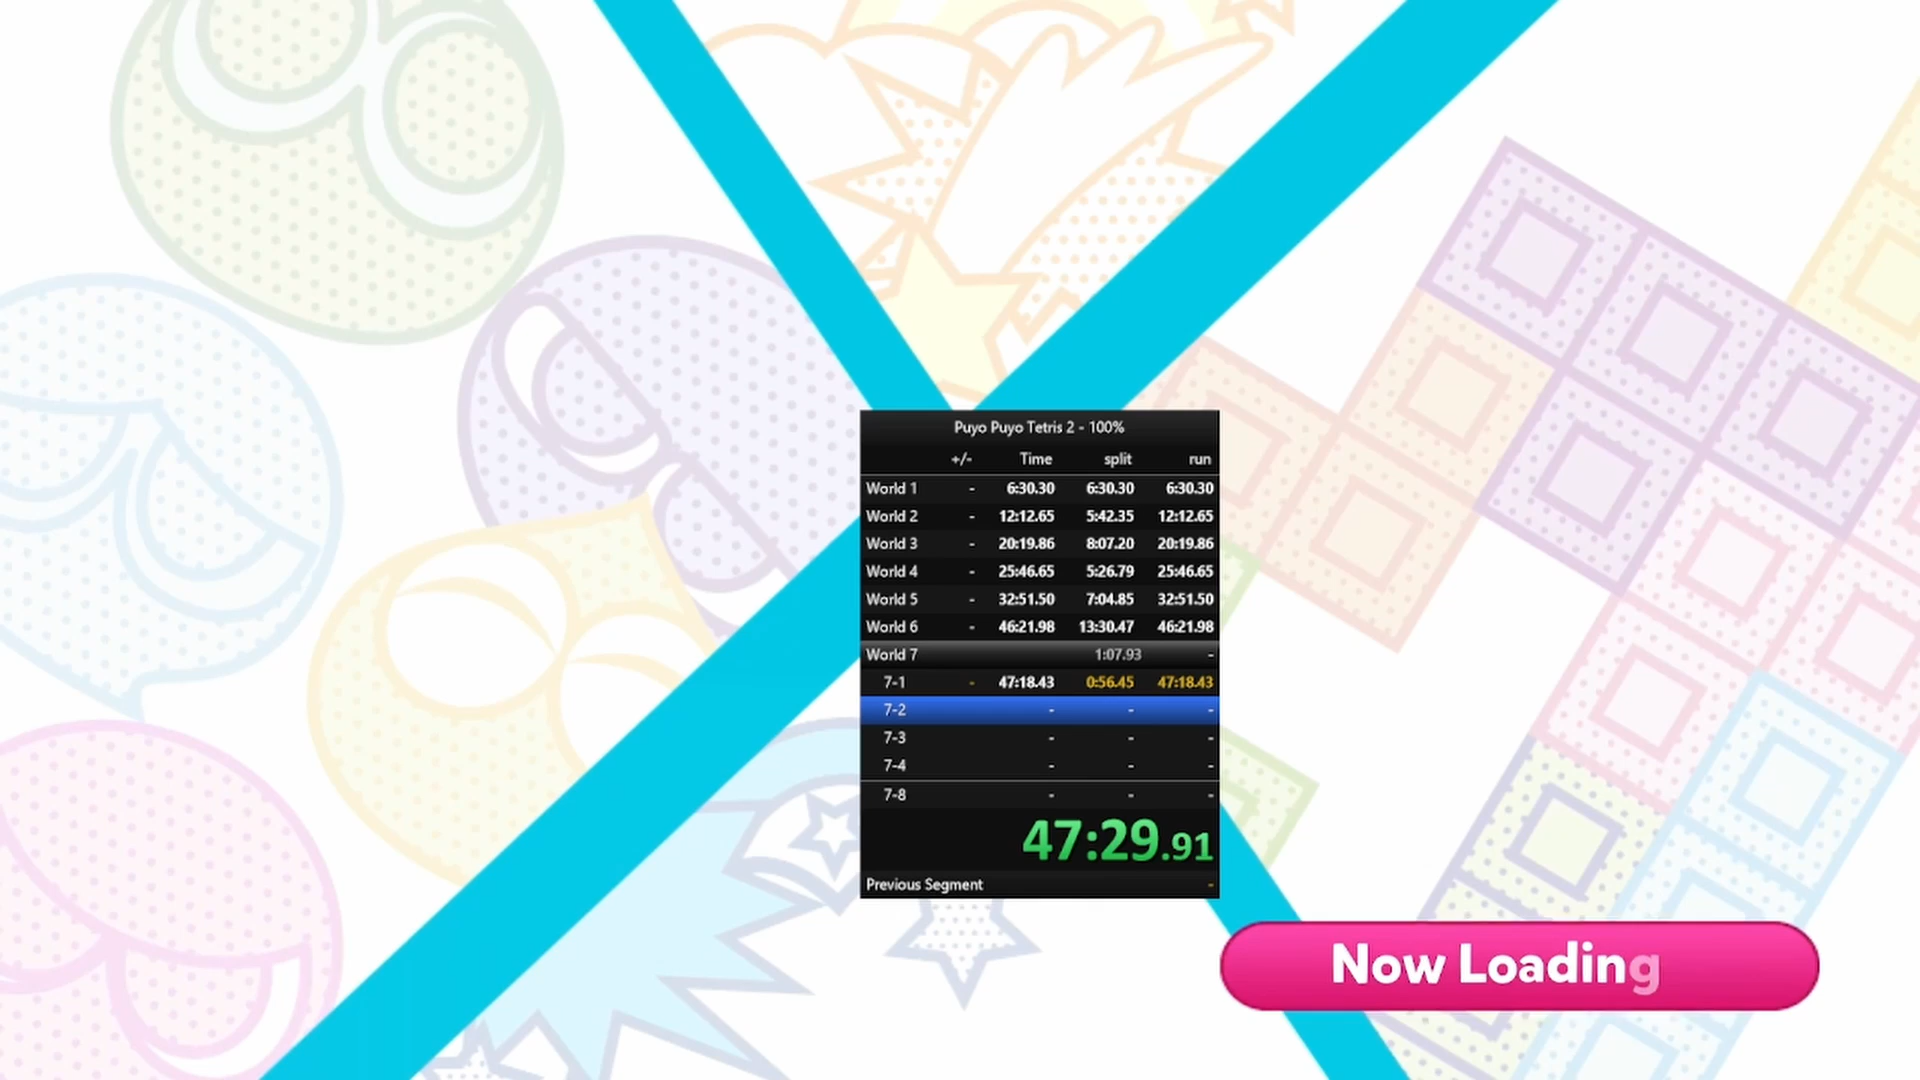 Puyo Puyo Tetris 2 - 100%
+/- Time split run
World 1 - 6:30.30 6:30.30 6:30.30
World 2 - 12:12.65 5:42.35 12:12.65
World 3 - 20:19.86 8:07.20 20:19.86
World 4 - 25:46.65 5:26.79 25:46.65
World 5 - 32:51.50 7:04.85 32:51.50
World 6 - 46:21.98 13:30.47 46:21.98
World 7 1:07.93 -
7-1 - 47:18.43 0:56.45 47:18.43
7-2 - - -
7-3 - - -
7-4 - - -
7-8 - - -
47:29.91
Previous Segment -
Now Loading